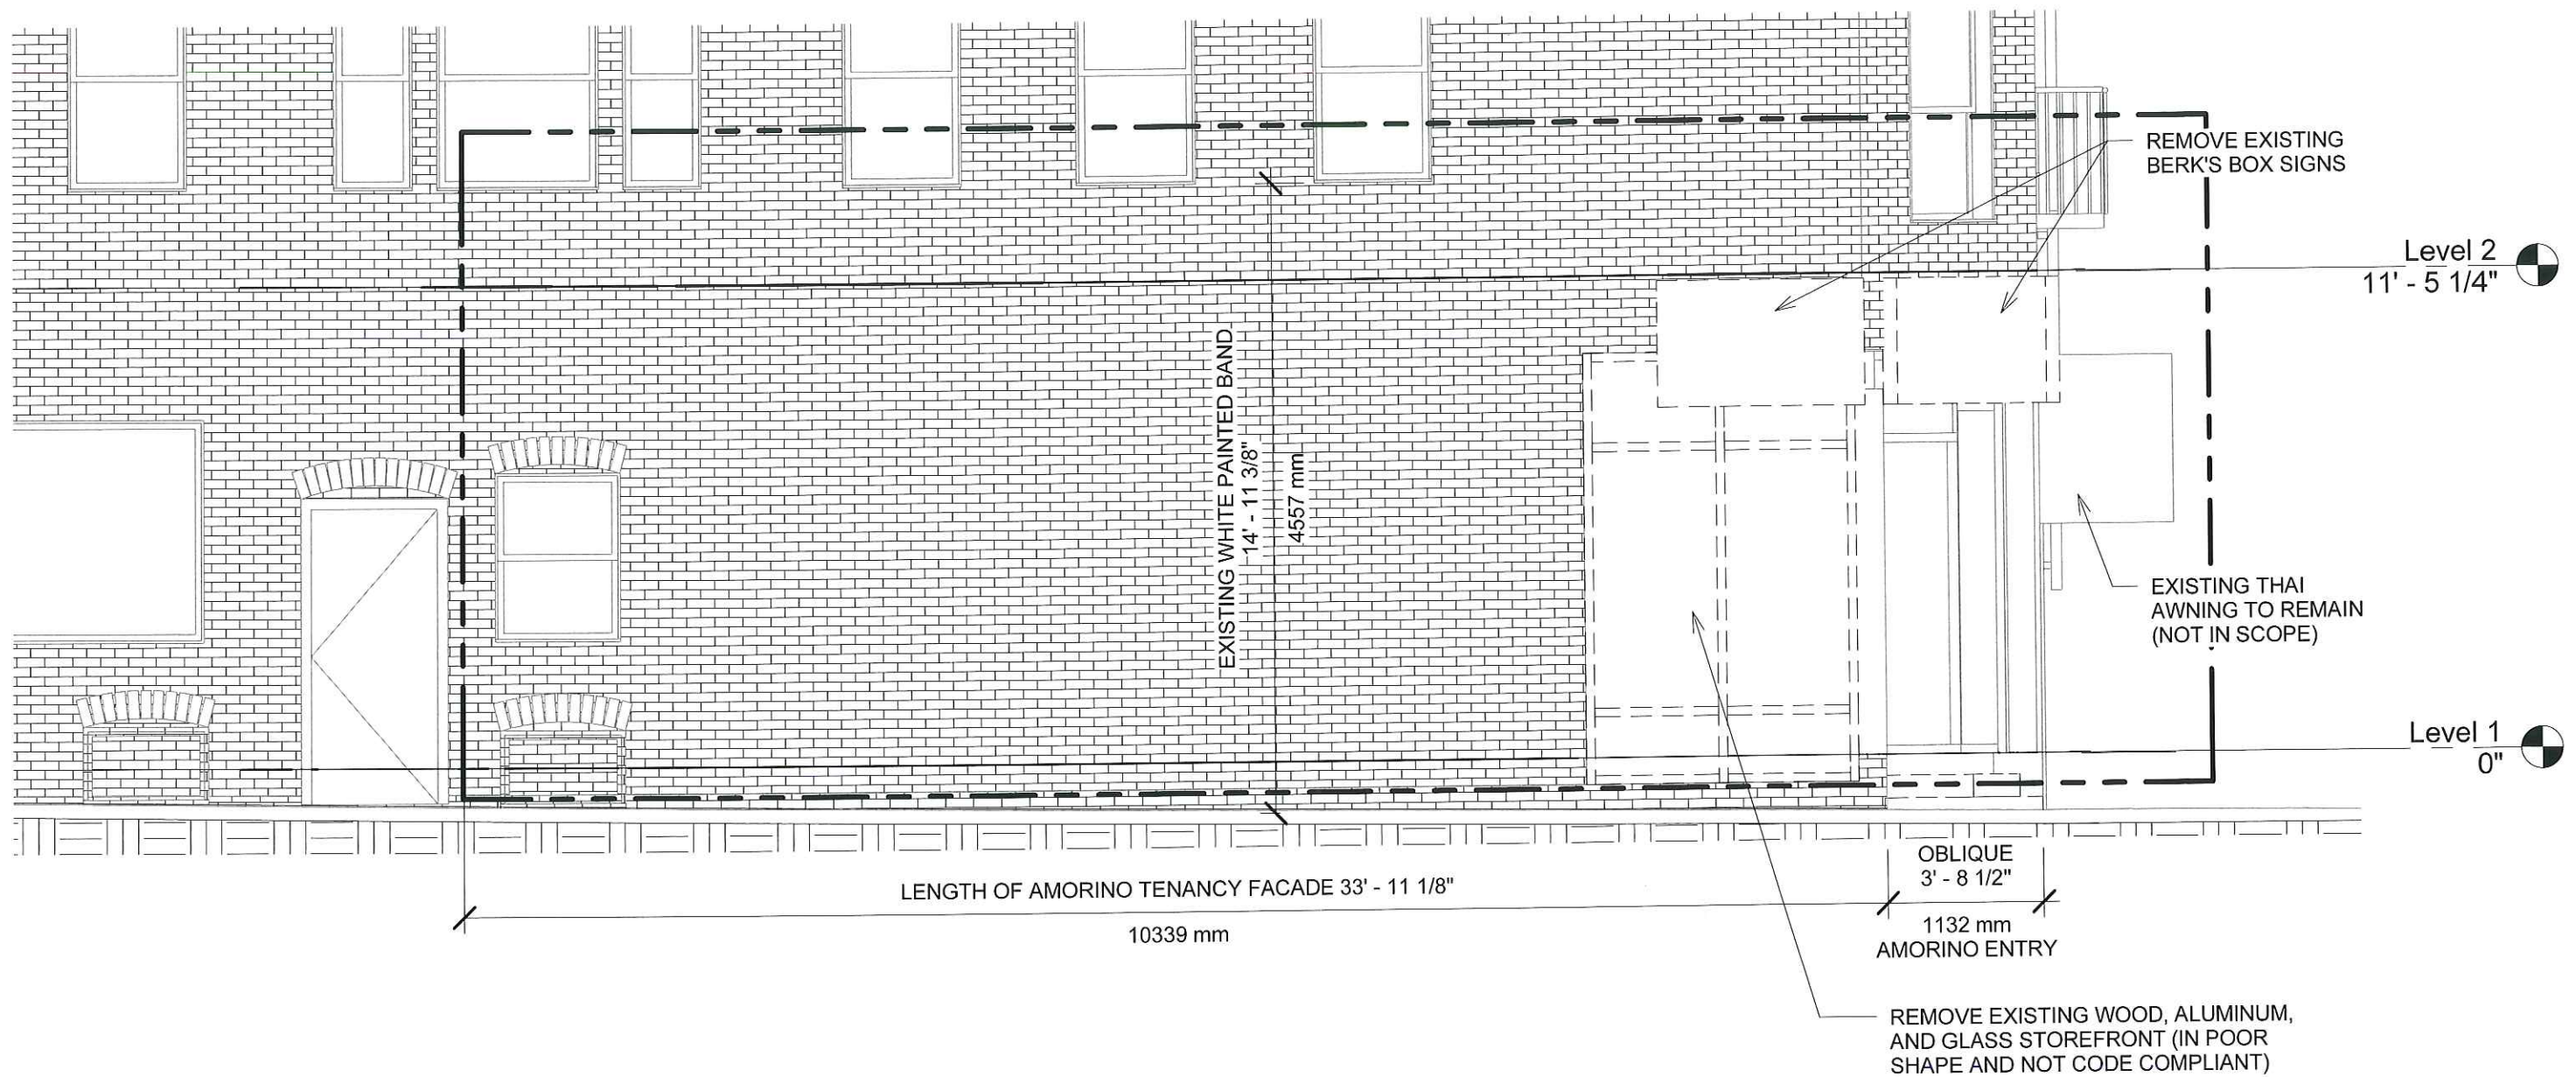 REMOVE EXISTING
BERK'S BOX SIGNS
Level 2
11' - 5 1/4"
EXISTING WHITE PAINTED BAND
14' - 11 3/8"
4557 mm
EXISTING THAI
AWNING TO REMAIN
(NOT IN SCOPE)
Level 1
0"
OBLIQUE
3' - 8 1/2"
LENGTH OF AMORINO TENANCY FACADE 33' - 11 1/8"
10339 mm
1132 mm
AMORINO ENTRY
REMOVE EXISTING WOOD, ALUMINUM,
AND GLASS STOREFRONT (IN POOR
SHAPE AND NOT CODE COMPLIANT)